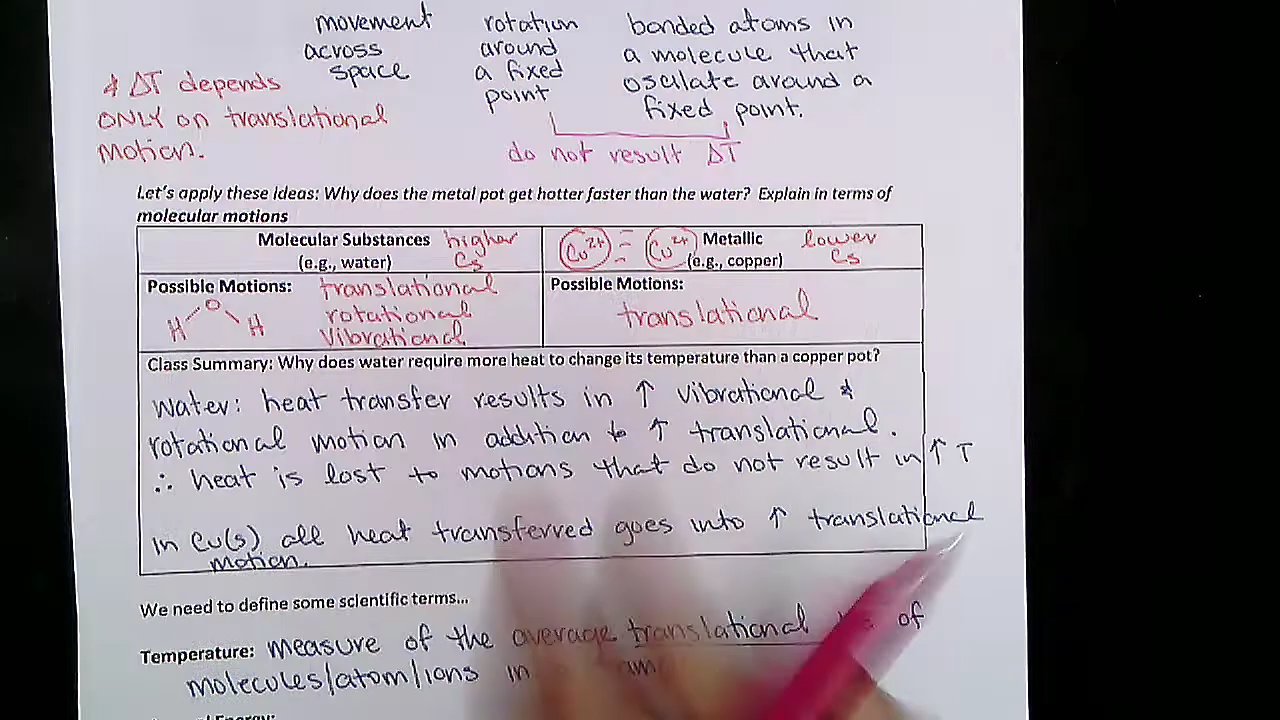 movement rotation bonded atoms in
across around a molecule that
space a fixed oscilate around a
point fixed point.
* ΔT depends
ONLY on translational
motion.
do not result ΔT
Let's apply these ideas: Why does the metal pot get hotter faster than the water? Explain in terms of
molecular motions
Molecular Substances higher
(e.g., water) Cs
Cu²⁺ Cu²⁺ Metallic lower
(e.g., copper) Cs
Possible Motions: translational
rotational
vibrational
H O H
Possible Motions:
translational
Class Summary: Why does water require more heat to change its temperature than a copper pot?
Water: heat transfer results in ↑ vibrational &
rotational motion in addition to ↑ translational.
∴ heat is lost to motions that do not result in ↑ T
in Cu(s) all heat transferred goes into ↑ translational
motion.
We need to define some scientific terms...
Temperature: measure of the average translational of
molecules/atom/ions in
Energy: